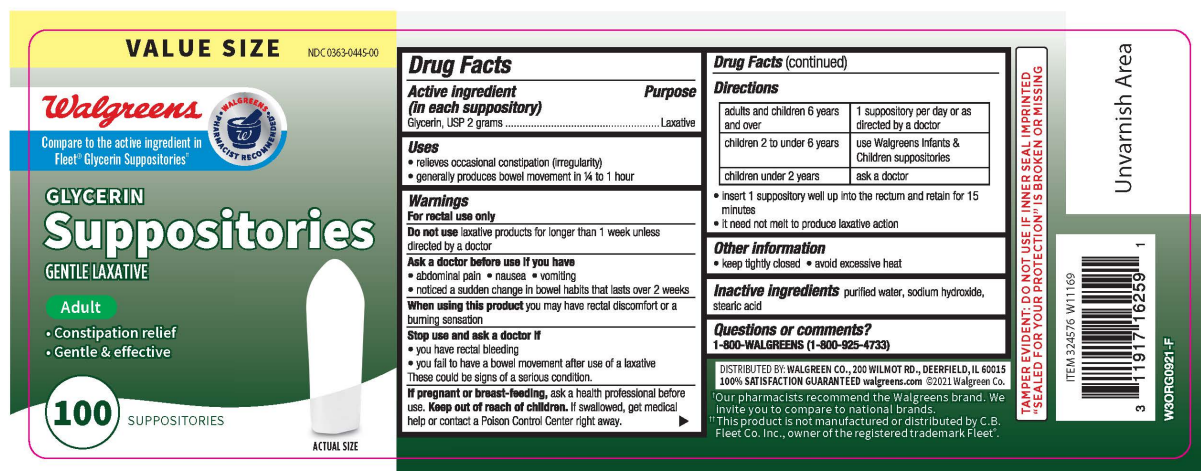 VALUE SIZE
NDC 0363-0445-00
Walgreens
WALGREENS
PHARMACIST RECOMMENDED†
W
Compare to the active ingredient in
Fleet® Glycerin Suppositories††
GLYCERIN
Suppositories
GENTLE LAXATIVE
Adult
• Constipation relief
• Gentle & effective
100 SUPPOSITORIES
ACTUAL SIZE
Drug Facts
Active ingredient Purpose
(in each suppository)
Glycerin, USP 2 grams ........................................................ Laxative
Uses
• relieves occasional constipation (irregularity)
• generally produces bowel movement in ¼ to 1 hour
Warnings
For rectal use only
Do not use laxative products for longer than 1 week unless
directed by a doctor
Ask a doctor before use if you have
• abdominal pain • nausea • vomiting
• noticed a sudden change in bowel habits that lasts over 2 weeks
When using this product you may have rectal discomfort or a
burning sensation
Stop use and ask a doctor if
• you have rectal bleeding
• you fail to have a bowel movement after use of a laxative
These could be signs of a serious condition.
If pregnant or breast-feeding, ask a health professional before
use. Keep out of reach of children. If swallowed, get medical
help or contact a Poison Control Center right away.
Drug Facts (continued)
Directions
adults and children 6 years
and over
1 suppository per day or as
directed by a doctor
children 2 to under 6 years
use Walgreens Infants &
Children suppositories
children under 2 years
ask a doctor
• insert 1 suppository well up into the rectum and retain for 15
minutes
• it need not melt to produce laxative action
Other information
• keep tightly closed • avoid excessive heat
Inactive ingredients purified water, sodium hydroxide,
stearic acid
Questions or comments?
1-800-WALGREENS (1-800-925-4733)
DISTRIBUTED BY: WALGREEN CO., 200 WILMOT RD., DEERFIELD, IL 60015
100% SATISFACTION GUARANTEED walgreens.com ©2021 Walgreen Co.
†Our pharmacists recommend the Walgreens brand. We
invite you to compare to national brands.
††This product is not manufactured or distributed by C.B.
Fleet Co. Inc., owner of the registered trademark Fleet®.
TAMPER EVIDENT: DO NOT USE IF INNER SEAL IMPRINTED
"SEALED FOR YOUR PROTECTION" IS BROKEN OR MISSING
Unvarnish Area
ITEM 324576 W11169
3 11917 16259 1
W3ORG0921-F